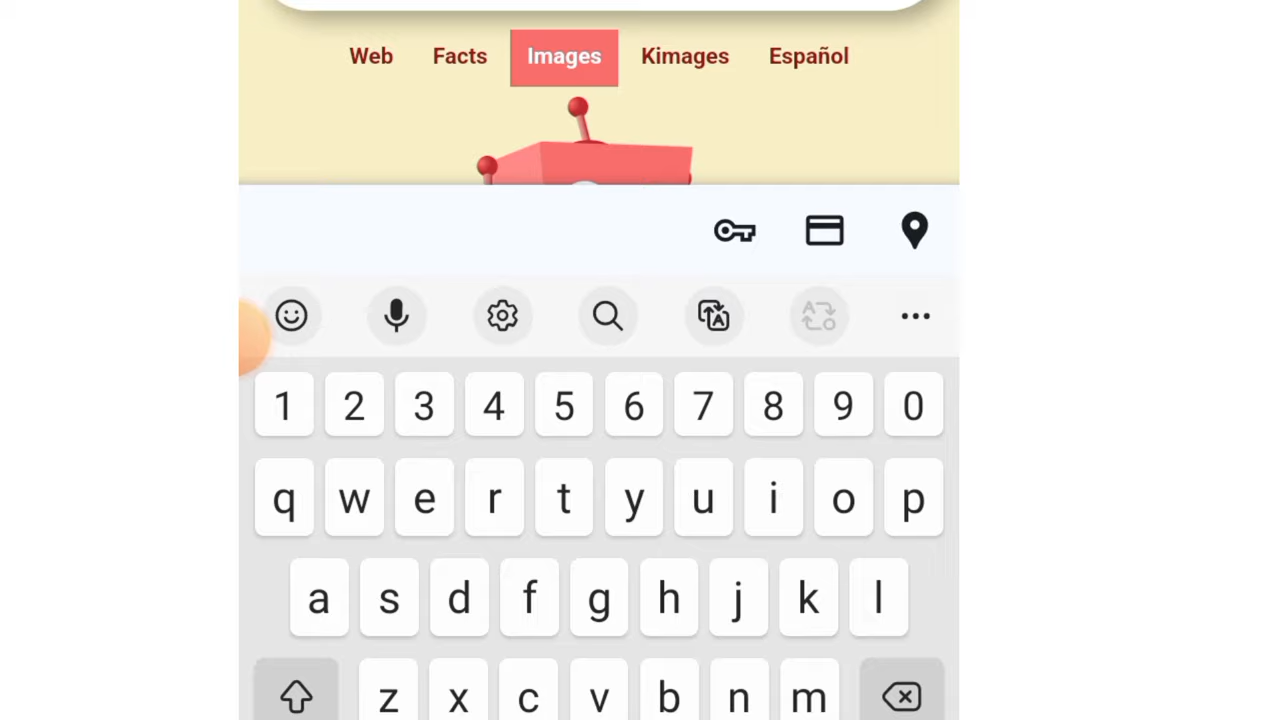 Web Facts Images Kimages Español
1 2 3 4 5 6 7 8 9 0
q w e r t y u i o p
a s d f g h j k l
z x c v b n m